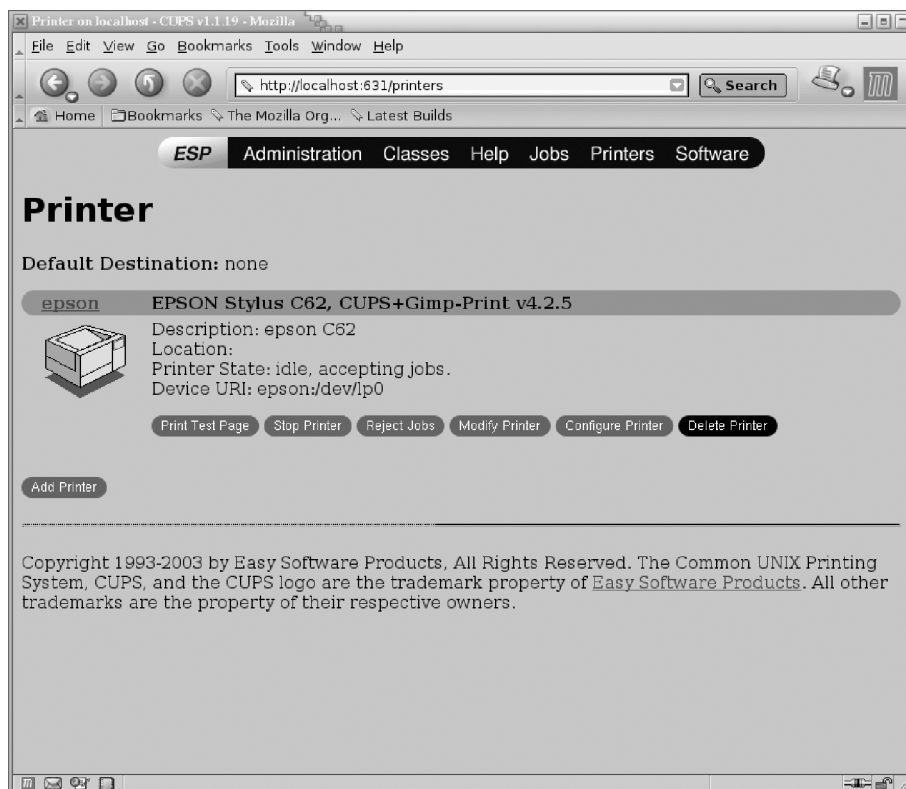 Printer on localhost - CUPS v1.1.19 - Mozilla
File Edit View Go Bookmarks Tools Window Help
http://localhost:631/printers Search
Home Bookmarks The Mozilla Org... Latest Builds
ESP Administration Classes Help Jobs Printers Software
Printer
Default Destination: none
epson EPSON Stylus C62, CUPS+Gimp-Print v4.2.5
Description: epson C62
Location:
Printer State: idle, accepting jobs.
Device URI: epson:/dev/lp0
Print Test Page Stop Printer Reject Jobs Modify Printer Configure Printer Delete Printer
Add Printer
Copyright 1993-2003 by Easy Software Products, All Rights Reserved. The Common UNIX Printing
System, CUPS, and the CUPS logo are the trademark property of Easy Software Products. All other
trademarks are the property of their respective owners.